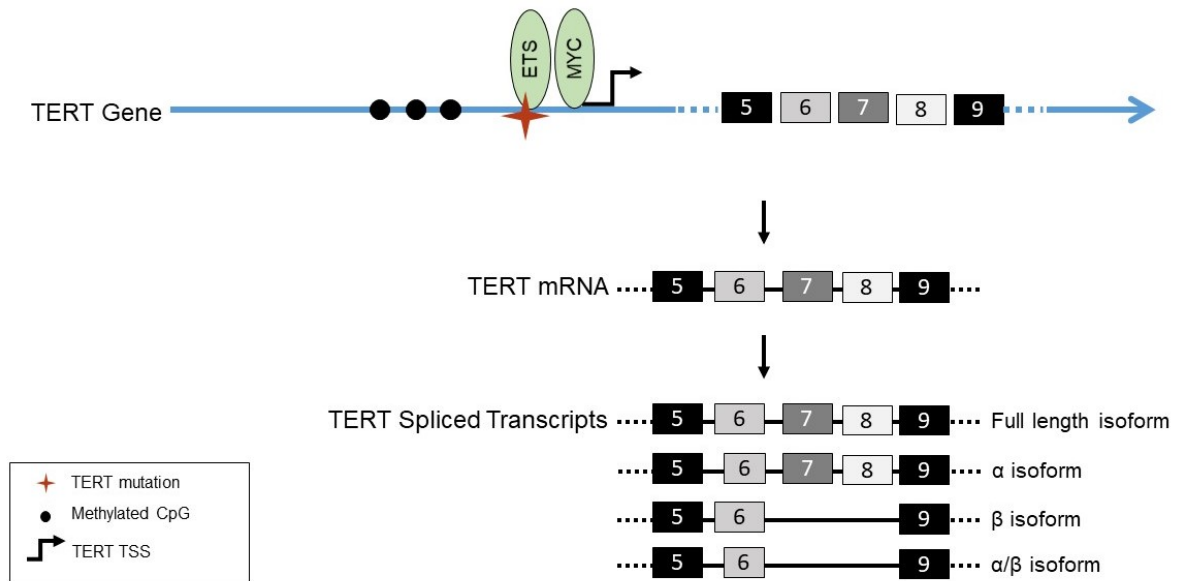 ETS MYC
TERT Gene 5 6 7 8 9
TERT mRNA 5 6 7 8 9
TERT Spliced Transcripts 5 6 7 8 9 Full length isoform
5 6 7 8 9 α isoform
5 6 9 β isoform
5 6 9 α/β isoform
TERT mutation
Methylated CpG
TERT TSS